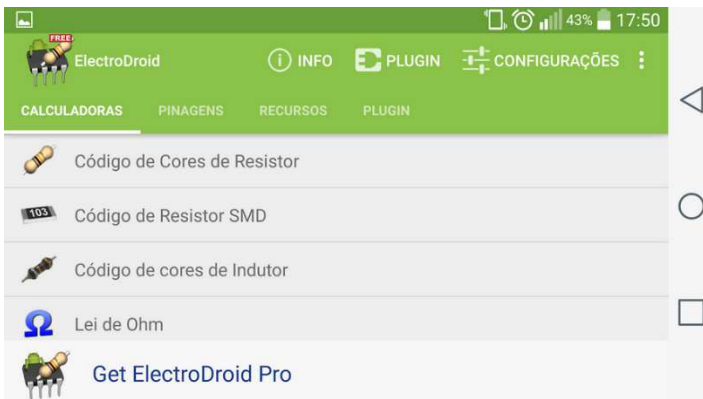 43% 17:50
FREE
ElectroDroid INFO PLUGIN CONFIGURAÇÕES
CALCULADORAS PINAGENS RECURSOS PLUGIN
Código de Cores de Resistor
103 Código de Resistor SMD
Código de cores de Indutor
Ω Lei de Ohm
Get ElectroDroid Pro